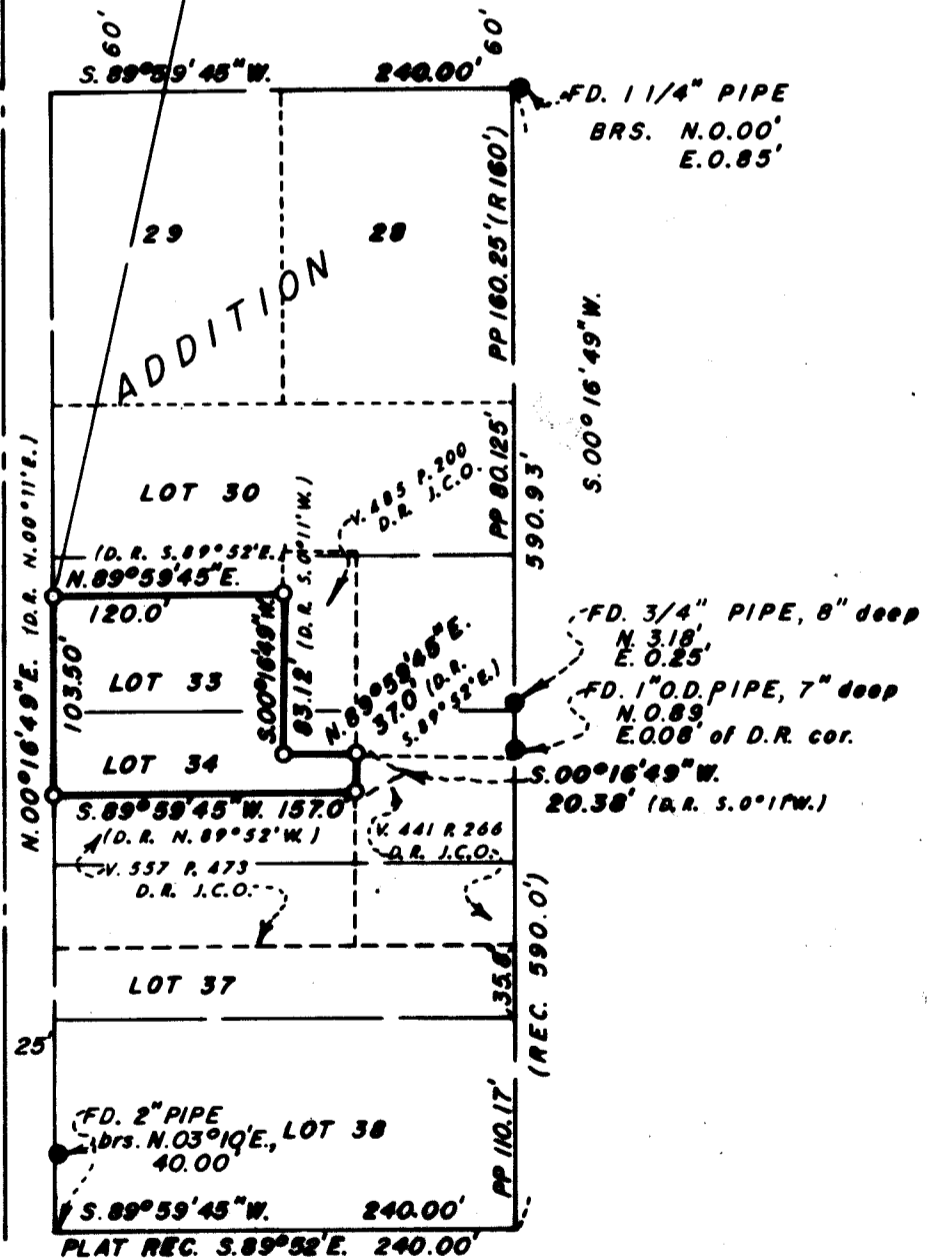 60'
60'
S. 89°59'45"W. 240.00'
FD. 1 1/4" PIPE
BRS. N.0.00'
E.0.85'
29
28
ADDITION
PP 160.25' (R 160')
S.00°16'49"W.
PP 80.125'
590.93'
V. 485 P. 200
D.R. J.C.O.
LOT 30
(D.R. S.89°52'E.)
N.89°59'45"E.
120.0'
N.00°16'49"E. (D.R. N.00°11'E.)
103.50'
S.00°16'49"W.
83.12' (D.R. S.0°11'W.)
N.89°59'45"E.
37.0' (D.R.
S.89°52'E.)
FD. 3/4" PIPE, 8" deep
N. 3.18'
E. 0.25'
LOT 33
FD. 1" O.D. PIPE, 7" deep
N. 0.89
E.0.08' of D.R. cor.
LOT 34
S.00°16'49"W.
20.38' (D.R. S.0°11'W.)
S.89°59'45"W. 157.0'
(D.R. N.89°52'W.)
V. 441 P. 266
D.R. J.C.O.
V. 557 P. 473
D.R. J.C.O.
LOT 37
35.8'
(REC. 590.0')
25'
FD. 2" PIPE
brs. N.03°10'E.,
40.00'
LOT 38
PP 110.17'
S.89°59'45"W. 240.00'
PLAT REC. S.89°52'E. 240.00'